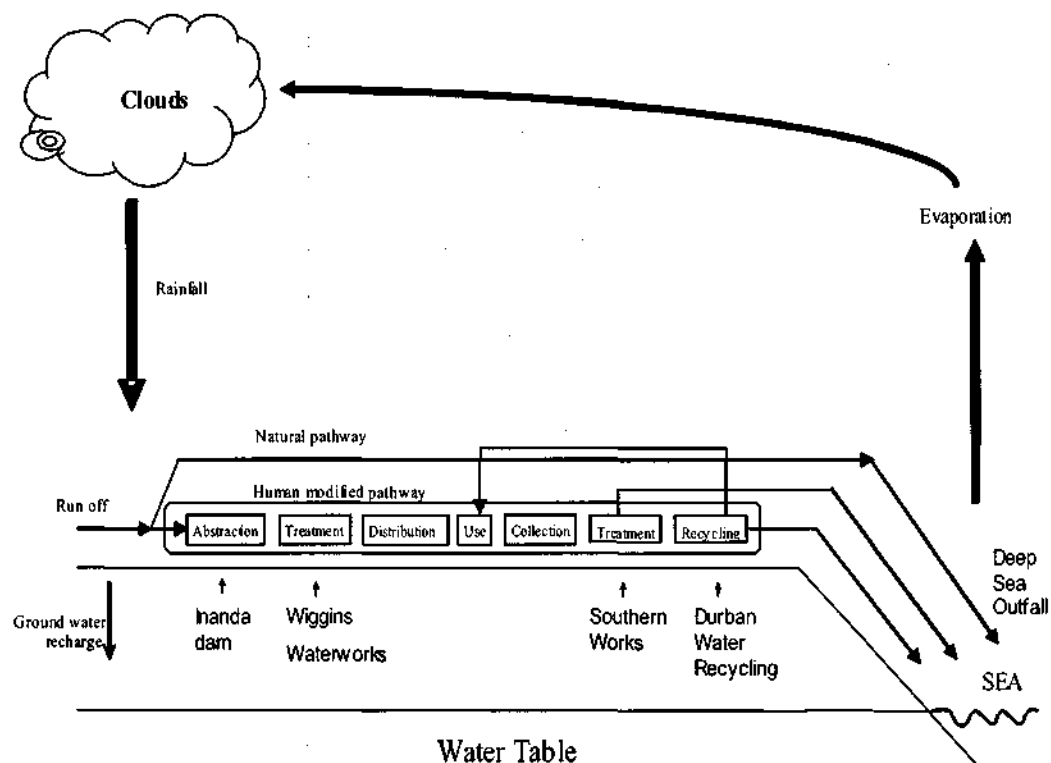 Clouds
Evaporation
Rainfall
Natural pathway
Human modified pathway
Run off
Abstraction
Treatment
Distribution
Use
Collection
Treatment
Recycling
Deep
Sea
Outfall
Ground water
recharge
Inanda
dam
Wiggins
Waterworks
Southern
Works
Durban
Water
Recycling
SEA
Water Table